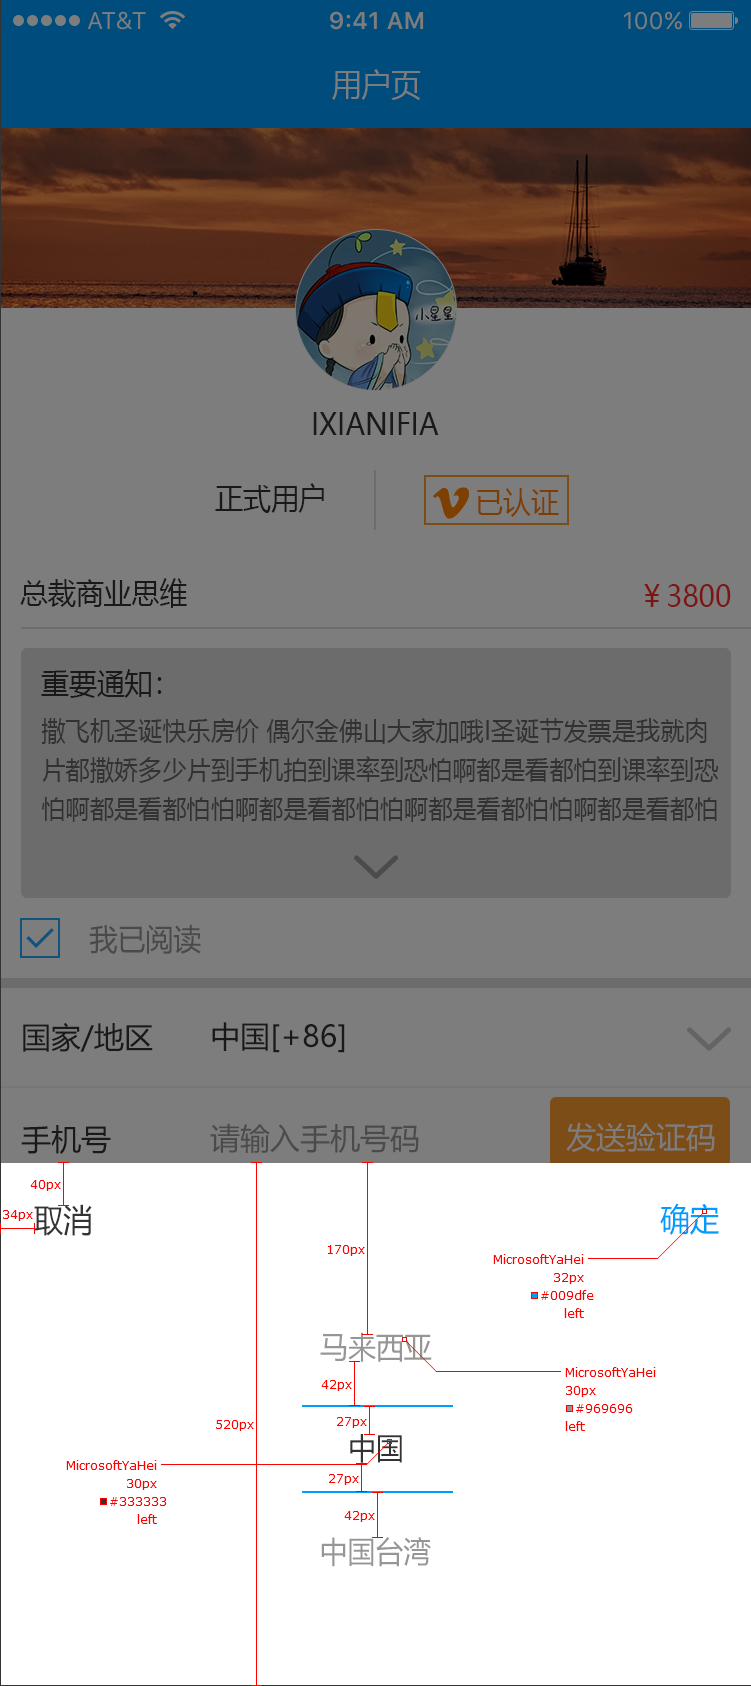 AT&T
9:41 AM
100%
用户页
小星星
IXIANIFIA
正式用户
已认证
总裁商业思维
¥ 3800
重要通知：
撒飞机圣诞快乐房价 偶尔金佛山大家加哦l圣诞节发票是我就肉
片都撒娇多少片到手机拍到课率到恐怕啊都是看都怕到课率到恐
怕啊都是看都怕怕啊都是看都怕怕啊都是看都怕怕啊都是看都怕
我已阅读
国家/地区
中国[+86]
手机号
请输入手机号码
发送验证码
40px
34px
取消
确定
170px
MicrosoftYaHei
32px
#009dfe
left
马来西亚
MicrosoftYaHei
30px
#969696
left
42px
27px
520px
中国
MicrosoftYaHei
30px
#333333
left
27px
42px
中国台湾